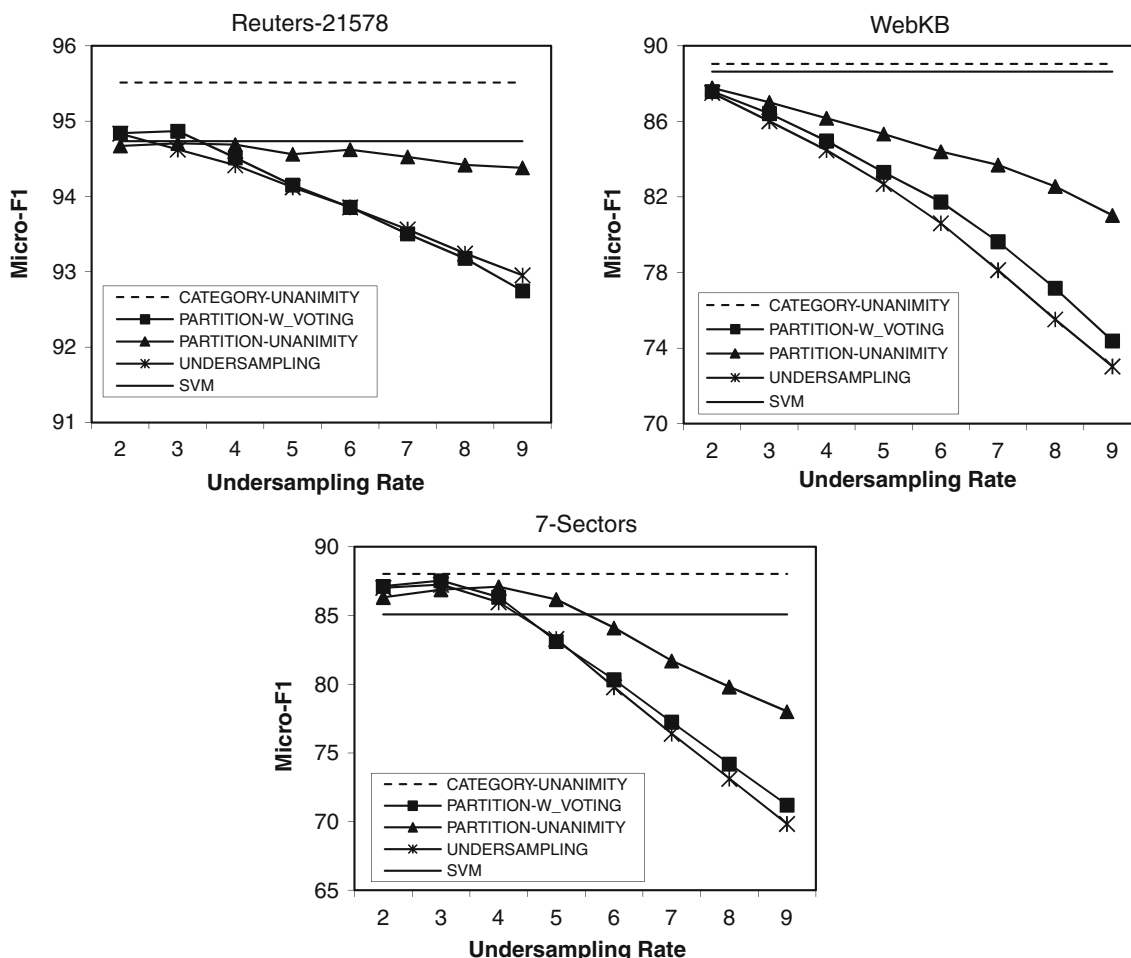 Reuters-21578
96
95
94
93
92
91
Micro-F1
CATEGORY-UNANIMITY
PARTITION-W_VOTING
PARTITION-UNANIMITY
UNDERSAMPLING
SVM
2 3 4 5 6 7 8 9
Undersampling Rate
WebKB
90
86
82
78
74
70
Micro-F1
CATEGORY-UNANIMITY
PARTITION-W_VOTING
PARTITION-UNANIMITY
UNDERSAMPLING
SVM
2 3 4 5 6 7 8 9
Undersampling Rate
7-Sectors
90
85
80
75
70
65
Micro-F1
CATEGORY-UNANIMITY
PARTITION-W_VOTING
PARTITION-UNANIMITY
UNDERSAMPLING
SVM
2 3 4 5 6 7 8 9
Undersampling Rate